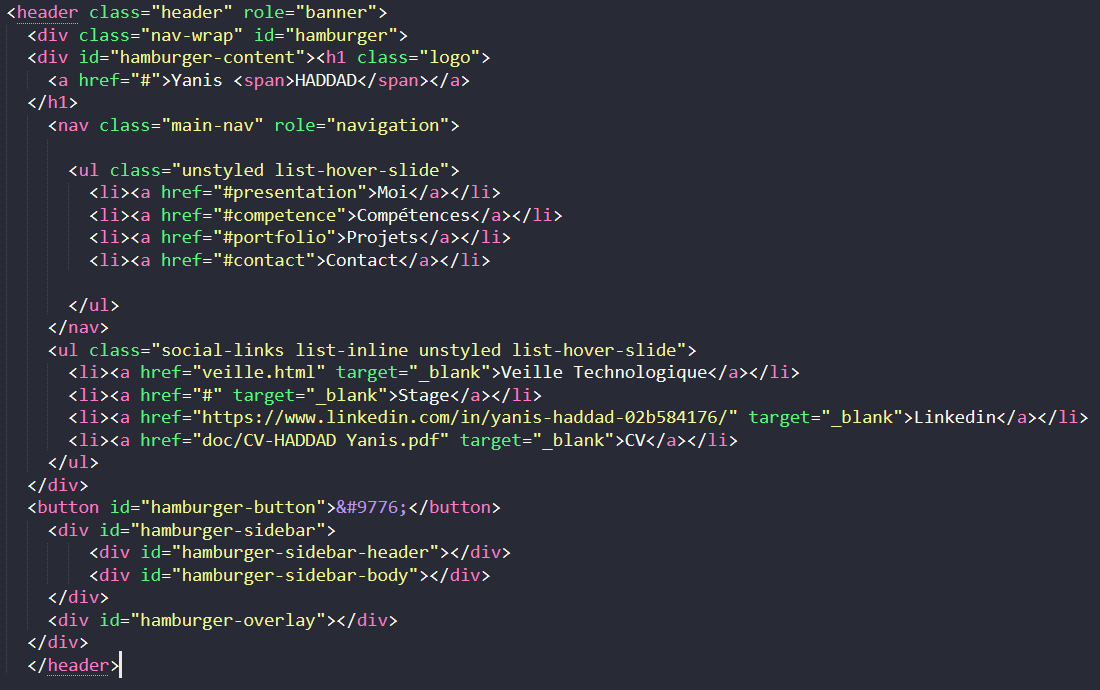 <header class="header" role="banner">
<div class="nav-wrap" id="hamburger">
<div id="hamburger-content"><h1 class="logo">
<a href="#">Yanis <span>HADDAD</span></a>
</h1>
<nav class="main-nav" role="navigation">
<ul class="unstyled list-hover-slide">
<li><a href="#presentation">Moi</a></li>
<li><a href="#competence">Compétences</a></li>
<li><a href="#portfolio">Projets</a></li>
<li><a href="#contact">Contact</a></li>
</ul>
</nav>
<ul class="social-links list-inline unstyled list-hover-slide">
<li><a href="veille.html" target="_blank">Veille Technologique</a></li>
<li><a href="#" target="_blank">Stage</a></li>
<li><a href="https://www.linkedin.com/in/yanis-haddad-02b584176/" target="_blank">Linkedin</a></li>
<li><a href="doc/CV-HADDAD Yanis.pdf" target="_blank">CV</a></li>
</ul>
</div>
<button id="hamburger-button">&#9776;</button>
<div id="hamburger-sidebar">
<div id="hamburger-sidebar-header"></div>
<div id="hamburger-sidebar-body"></div>
</div>
<div id="hamburger-overlay"></div>
</div>
</header>